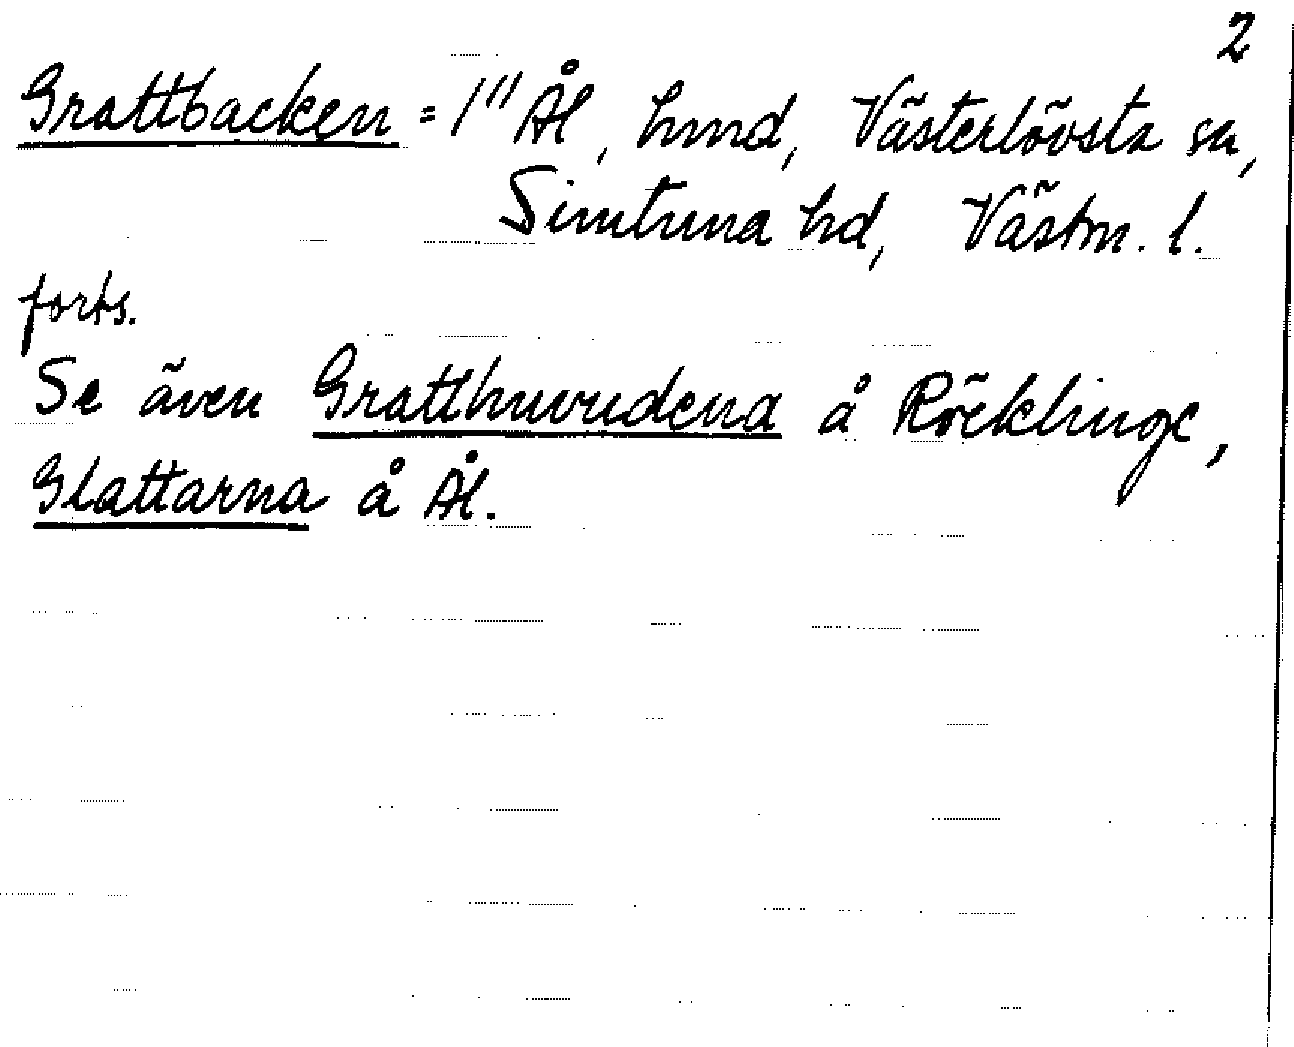 2
Grattbacken = 1" Ål, hmd, Västerlövsta sn,
Simtuna hd, Västm. l.
forts.
Se även Gratthuvudena å Röcklinge,
Glattarna å Ål.